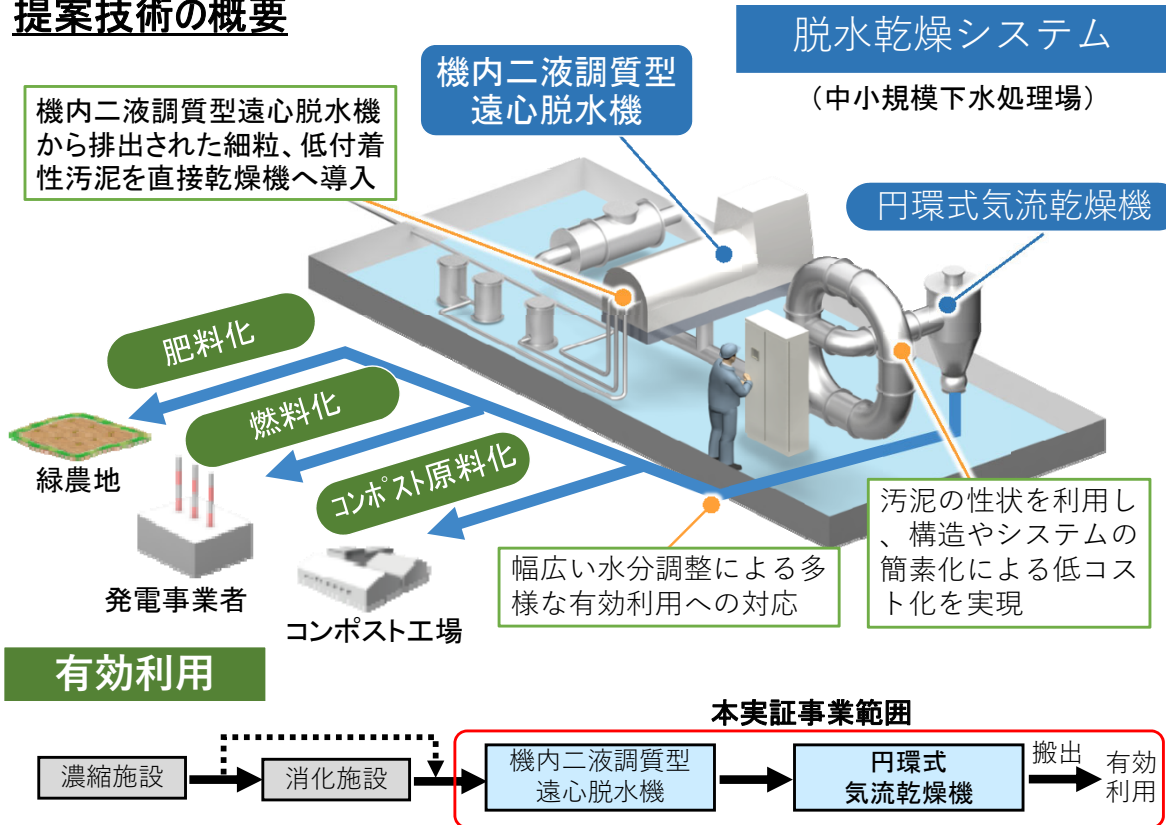 提案技術の概要
脱水乾燥システム
（中小規模下水処理場）
機内二液調質型
遠心脱水機
機内二液調質型遠心脱水機
から排出された細粒、低付着
性汚泥を直接乾燥機へ導入
円環式気流乾燥機
肥料化
燃料化
コンポスト原料化
緑農地
発電事業者
コンポスト工場
幅広い水分調整による多
様な有効利用への対応
汚泥の性状を利用し
、構造やシステムの
簡素化による低コス
ト化を実現
有効利用
本実証事業範囲
濃縮施設
消化施設
機内二液調質型
遠心脱水機
円環式
気流乾燥機
搬出
有効
利用